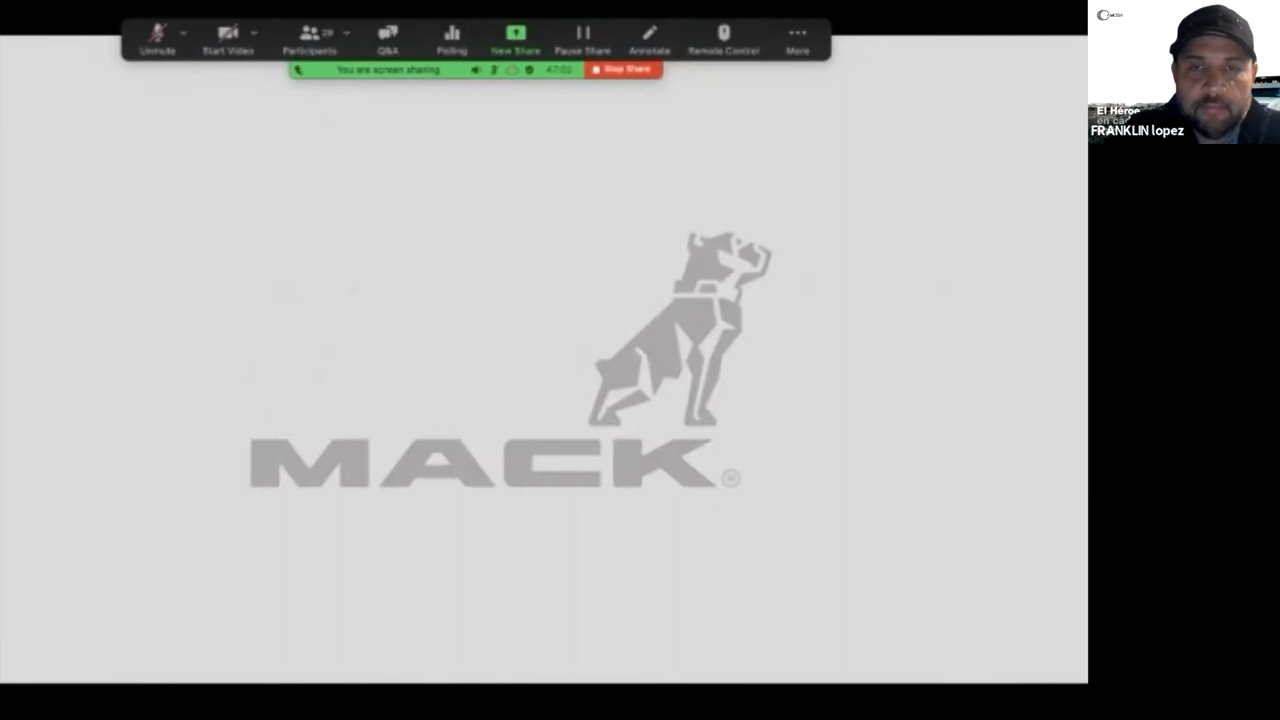 Unmute Start Video Participants 28 Q&A Polling New Share Pause Share Annotate Remote Control More
You are screen sharing Stop Share
El Héroe
FRANKLIN lopez
MACK